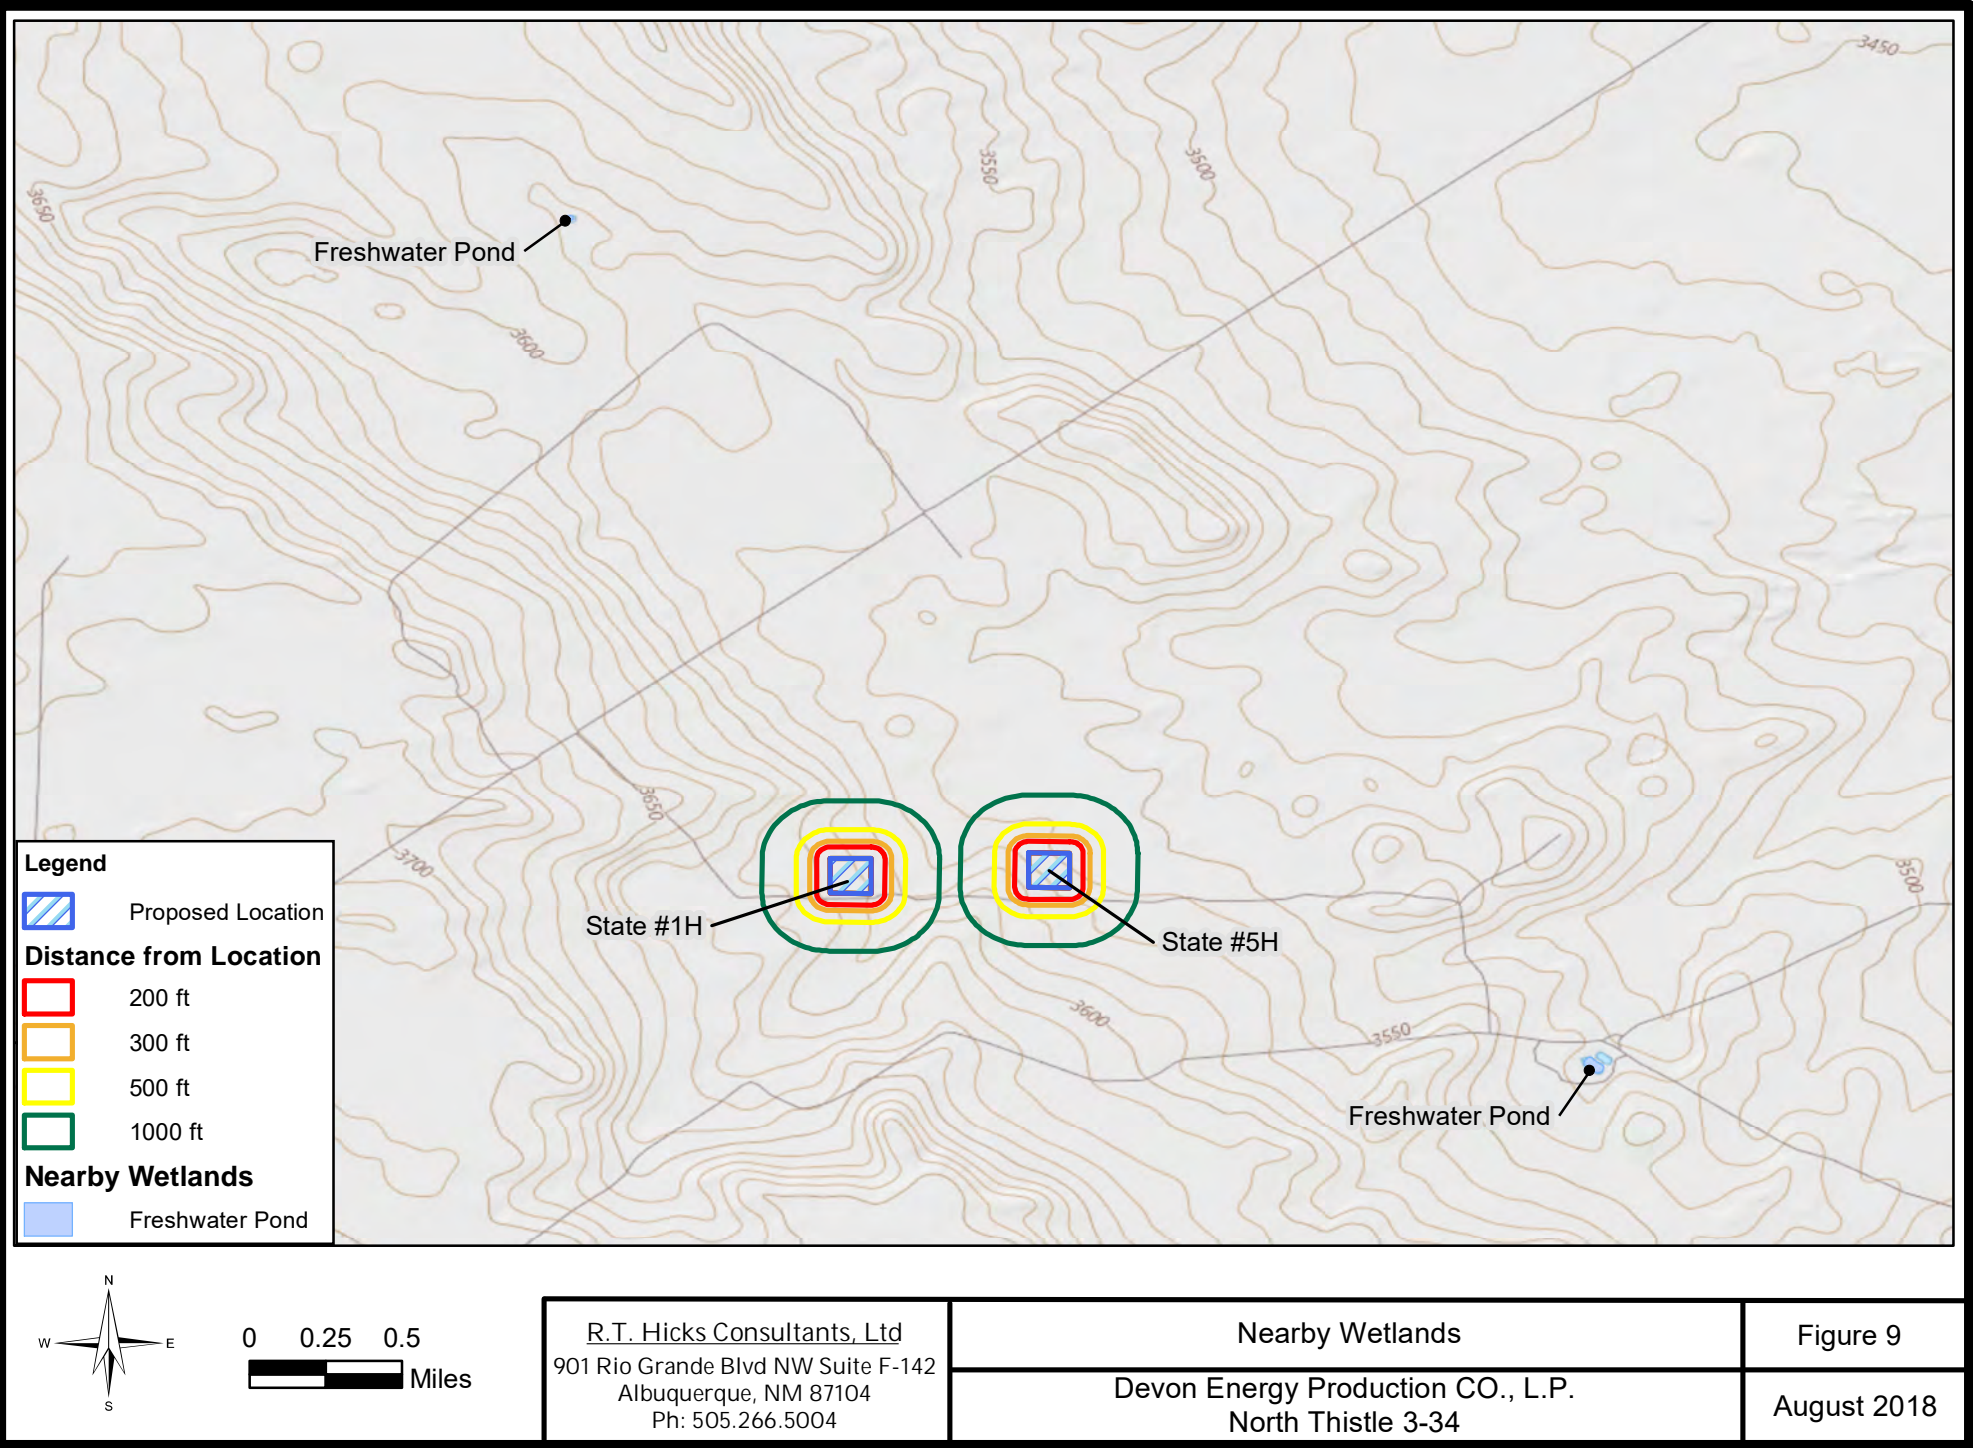 3450
3550
3500
3650
Freshwater Pond
3600
3650
3700
3500
State #1H
State #5H
3600
3550
Freshwater Pond
Legend
Proposed Location
Distance from Location
200 ft
300 ft
500 ft
1000 ft
Nearby Wetlands
Freshwater Pond
N
W E
S
0 0.25 0.5
Miles
R.T. Hicks Consultants, Ltd
901 Rio Grande Blvd NW Suite F-142
Albuquerque, NM 87104
Ph: 505.266.5004
Nearby Wetlands
Devon Energy Production CO., L.P.
North Thistle 3-34
Figure 9
August 2018